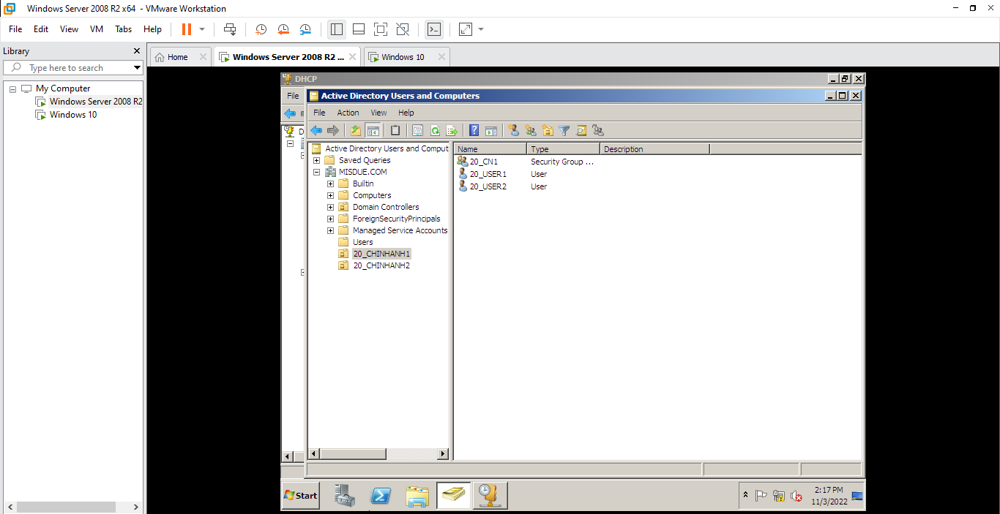 Windows Server 2008 R2 x64 - VMware Workstation
File Edit View VM Tabs Help
Library
Type here to search
My Computer
Windows Server 2008 R2
Windows 10
Home
Windows Server 2008 R2 ...
Windows 10
DHCP
File
D
Active Directory Users and Computers
File Action View Help
Active Directory Users and Comput
Saved Queries
MISDUE.COM
Builtin
Computers
Domain Controllers
ForeignSecurityPrincipals
Managed Service Accounts
Users
20_CHINHANH1
20_CHINHANH2
Name Type Description
20_CN1 Security Group ...
20_USER1 User
20_USER2 User
Start
2:17 PM
11/3/2022